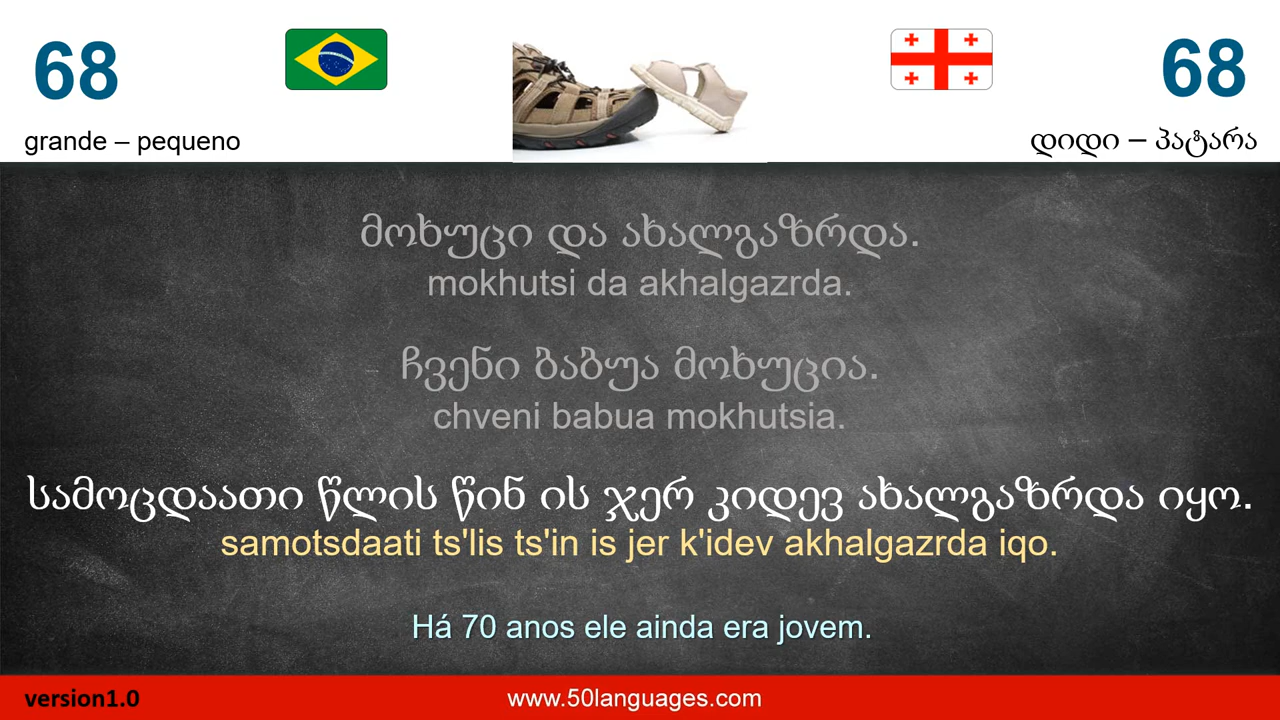 68
68
grande – pequeno
დიდი – პატარა
მოხუცი და ახალგაზრდა.
mokhutsi da akhalgazrda.
ჩვენი ბაბუა მოხუცია.
chveni babua mokhutsia.
სამოცდაათი წლის წინ ის ჯერ კიდევ ახალგაზრდა იყო.
samotsdaati ts'lis ts'in is jer k'idev akhalgazrda iqo.
Há 70 anos ele ainda era jovem.
version1.0
www.50languages.com